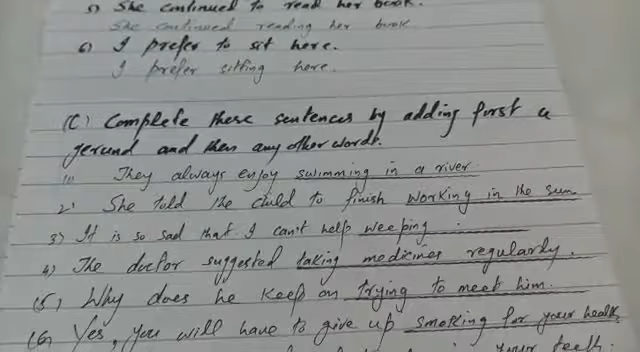 5) She continued to read her book.
She continued reading her book
6) I prefer to sit here.
I prefer sitting here.
(C) Complete these sentences by adding first a
gerund and then any other words.
(1) They always enjoy swimming in a river.
2) She told the child to finish working in the sun
3) It is so sad that I can't help weeping
4) The doctor suggested taking medicines regularly.
(5) Why does he keep on trying to meet him.
(6) Yes, you will have to give up smoking for your health
your teeth.